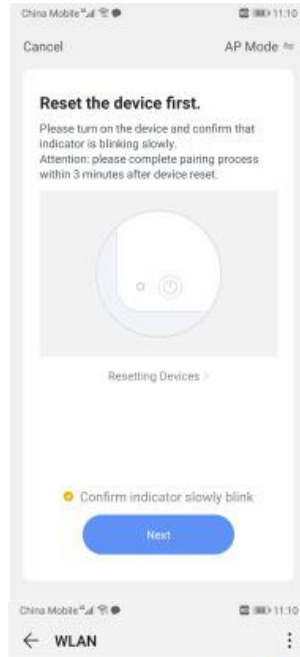 China Mobile 11:10
Cancel AP Mode
Reset the device first.
Please turn on the device and confirm that
indicator is blinking slowly.
Attention: please complete pairing process
within 3 minutes after device reset.
Resetting Devices >
Confirm indicator slowly blink
Next
China Mobile 11:10
← WLAN